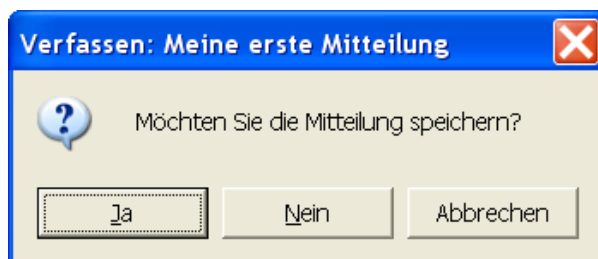 Verfassen: Meine erste Mitteilung
Möchten Sie die Mitteilung speichern?
Ja Nein Abbrechen